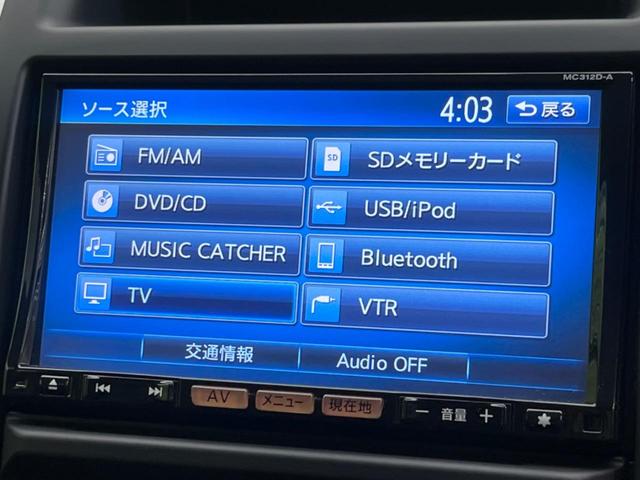 MC312D-A
ソース選択
4:03
戻る
FM/AM
SD
SDメモリーカード
DVD/CD
USB/iPod
MUSIC CATCHER
Bluetooth
TV
VTR
交通情報
Audio OFF
AV
メニュー
現在地
− 音量 +